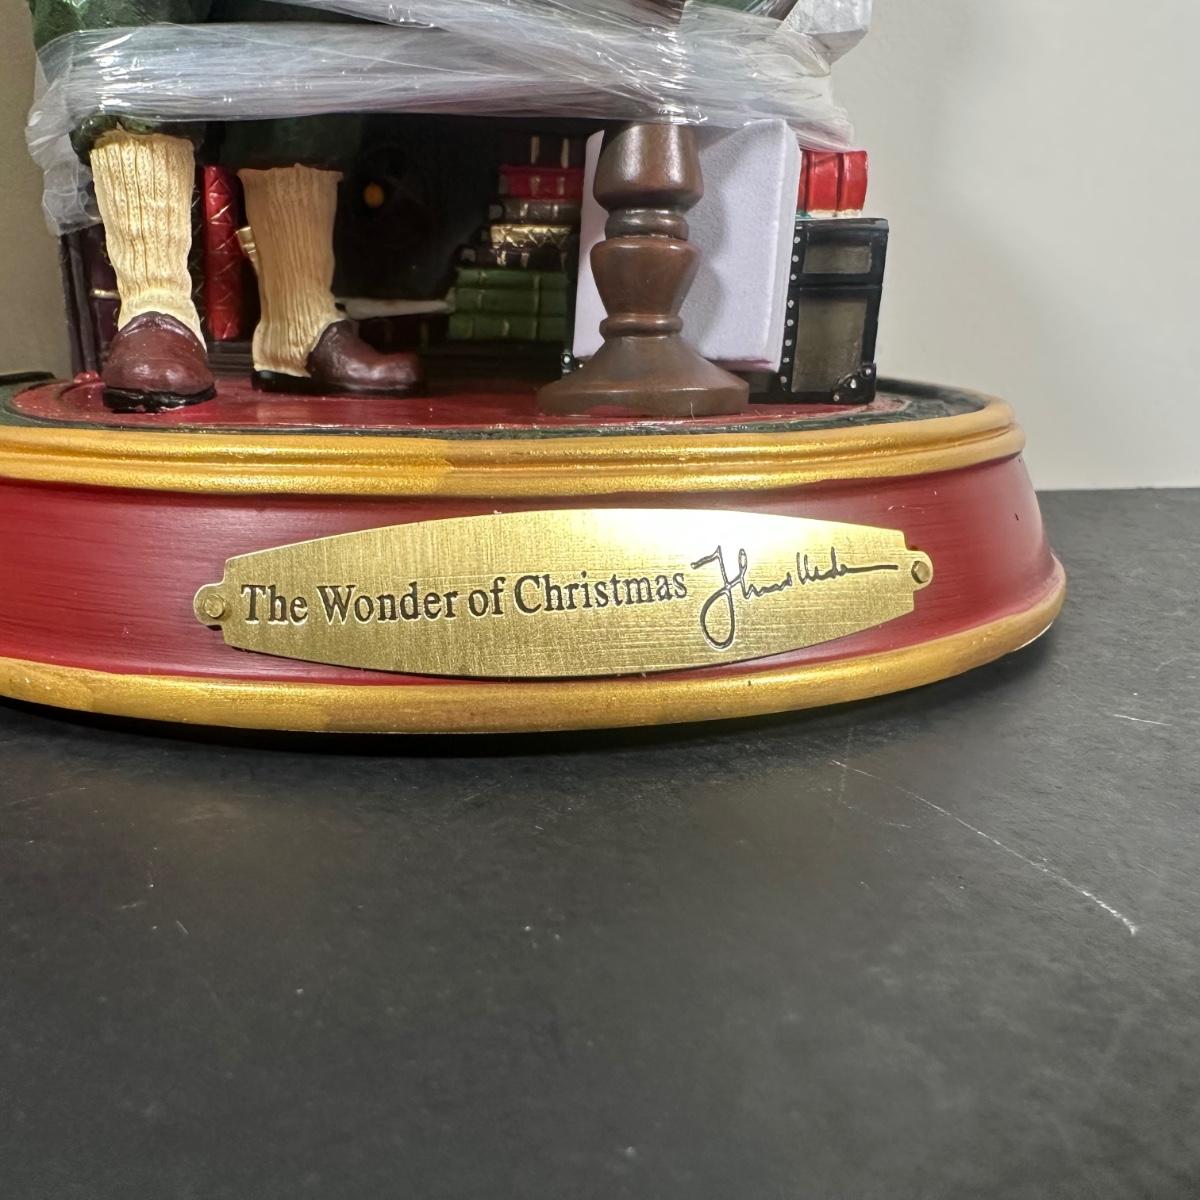 The Wonder of Christmas